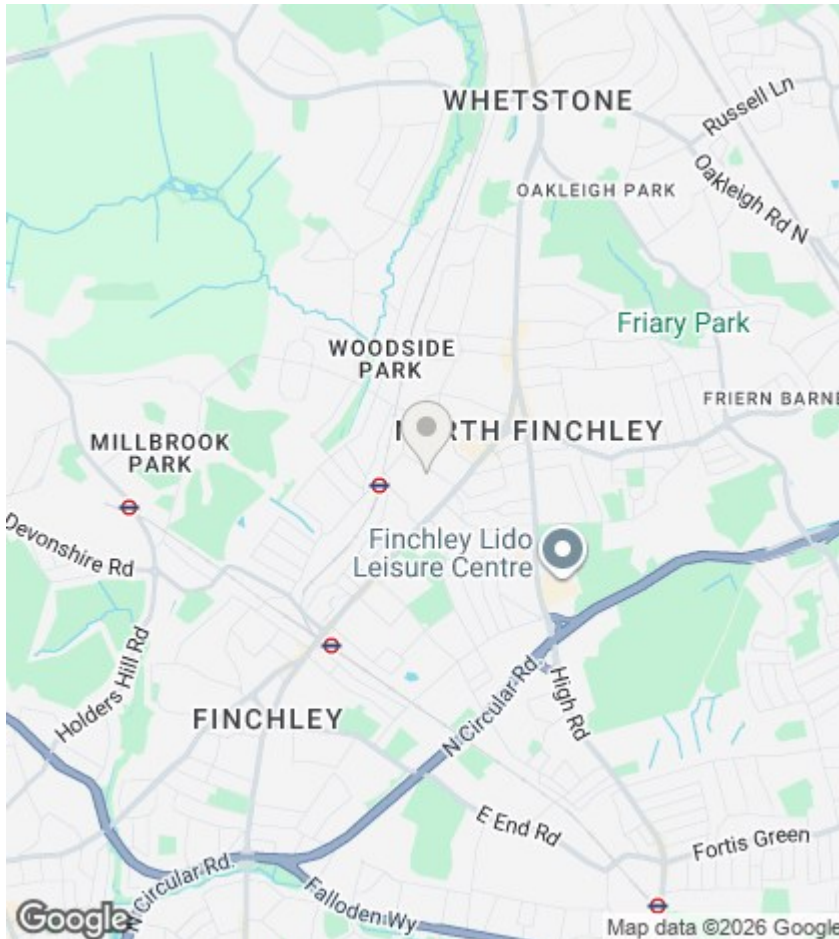 WHETSTONE
Russell Ln
OAKLEIGH PARK
Oakleigh Rd N
Friary Park
WOODSIDE
PARK
FRIERN BARNE
NORTH FINCHLEY
MILLBROOK
PARK
Devonshire Rd
Finchley Lido
Leisure Centre
Holders Hill Rd
High Rd
N Circular Rd
FINCHLEY
E End Rd
Fortis Green
N Circular Rd
Falloden Wy
Google
Map data ©2026 Google